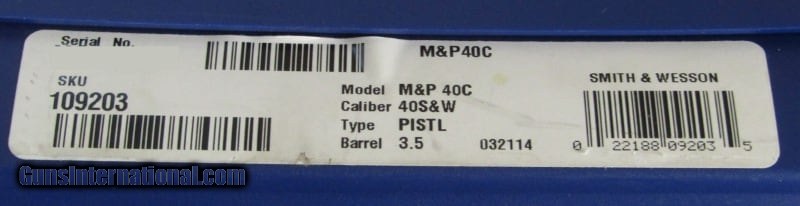 Serial No.
M&P40C
SKU
109203
Model M&P 40C
Caliber 40S&W
Type PISTL
Barrel 3.5
032114
SMITH & WESSON
0 22188 09203 5
GunsInternational.com